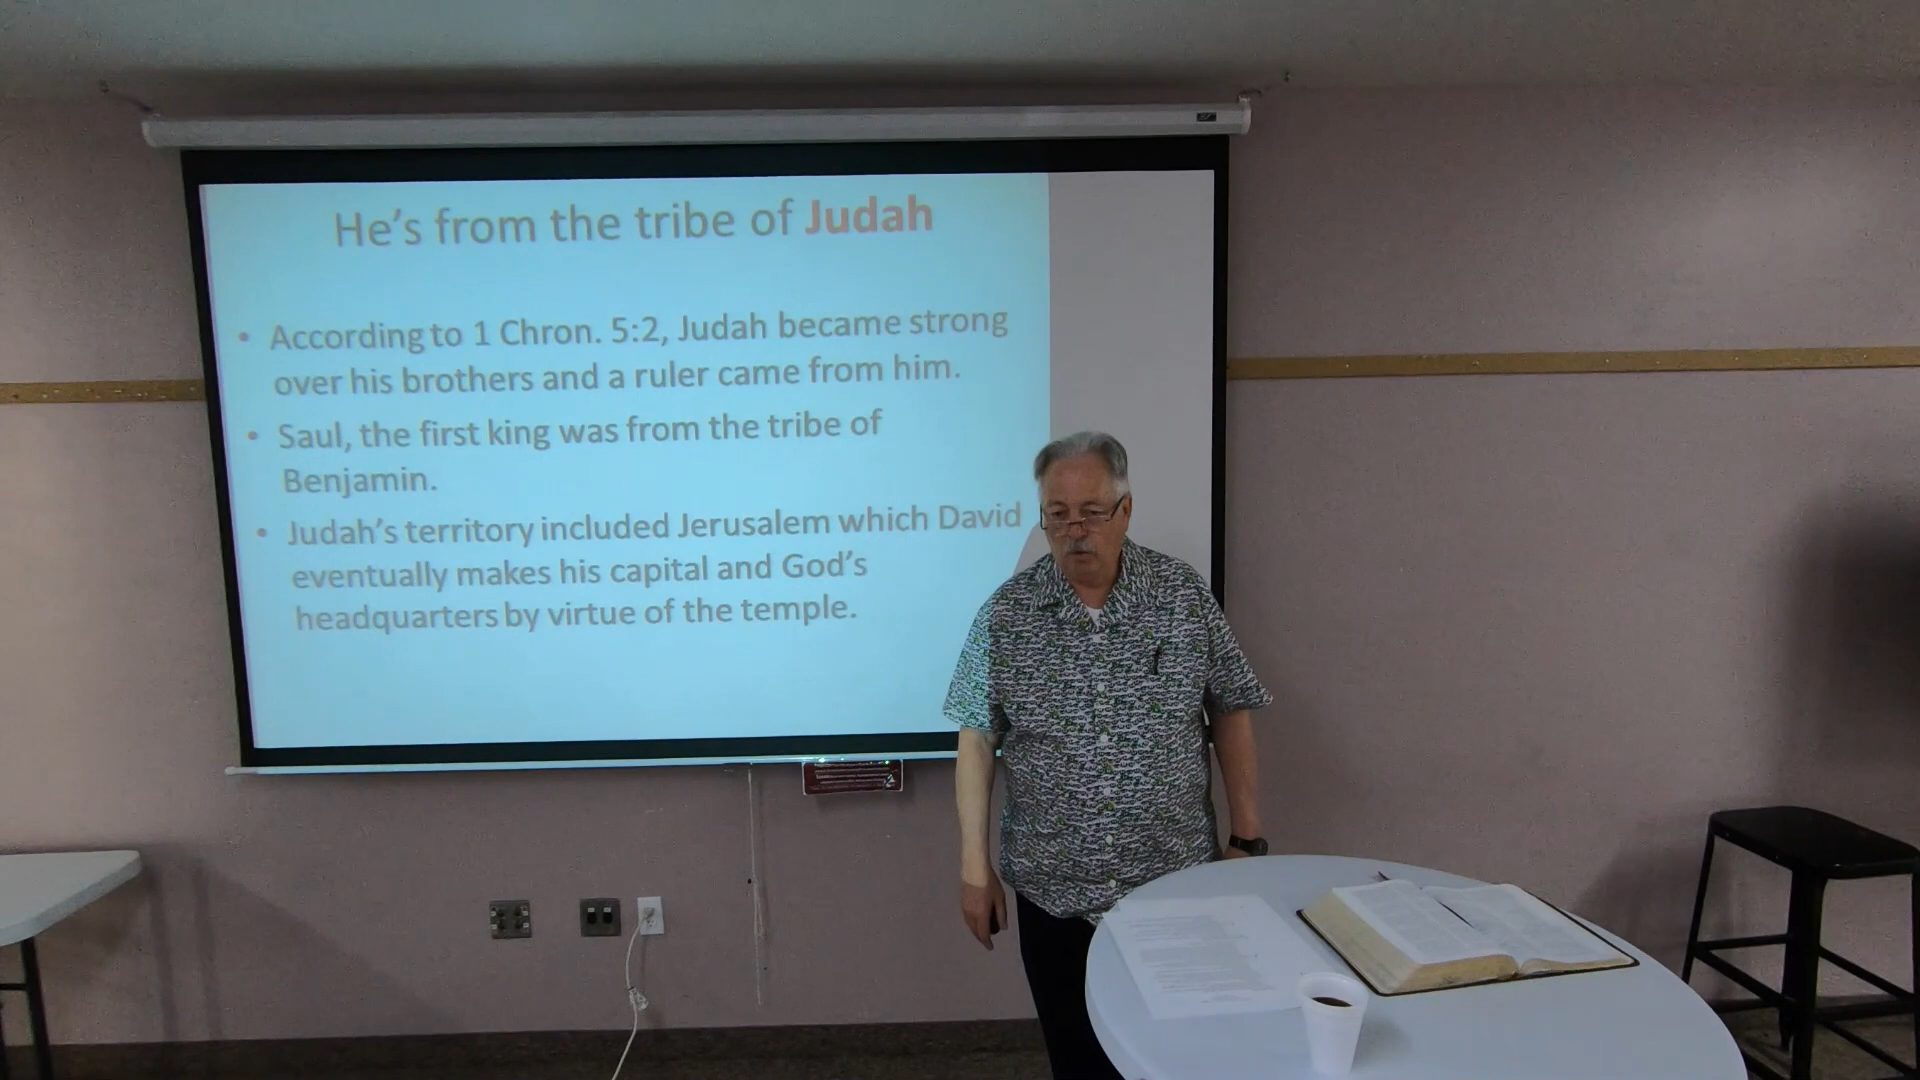 He's from the tribe of Judah
• According to 1 Chron. 5:2, Judah became strong
over his brothers and a ruler came from him.
• Saul, the first king was from the tribe of
Benjamin.
• Judah's territory included Jerusalem which David
eventually makes his capital and God's
headquarters by virtue of the temple.